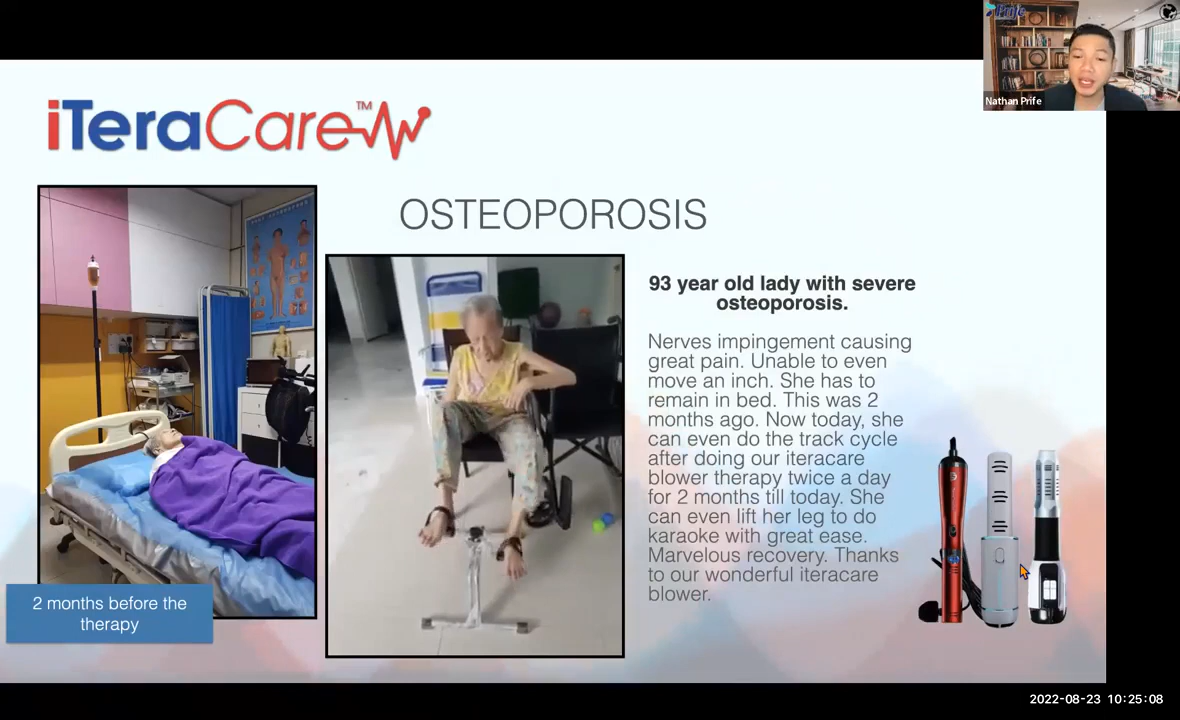 Prife
Nathan Prife
iTeraCare™
OSTEOPOROSIS
93 year old lady with severe
osteoporosis.
Nerves impingement causing
great pain. Unable to even
move an inch. She has to
remain in bed. This was 2
months ago. Now today, she
can even do the track cycle
after doing our iteracare
blower therapy twice a day
for 2 months till today. She
can even lift her leg to do
karaoke with great ease.
Marvelous recovery. Thanks
to our wonderful iteracare
blower.
2 months before the
therapy
2022-08-23 10:25:08